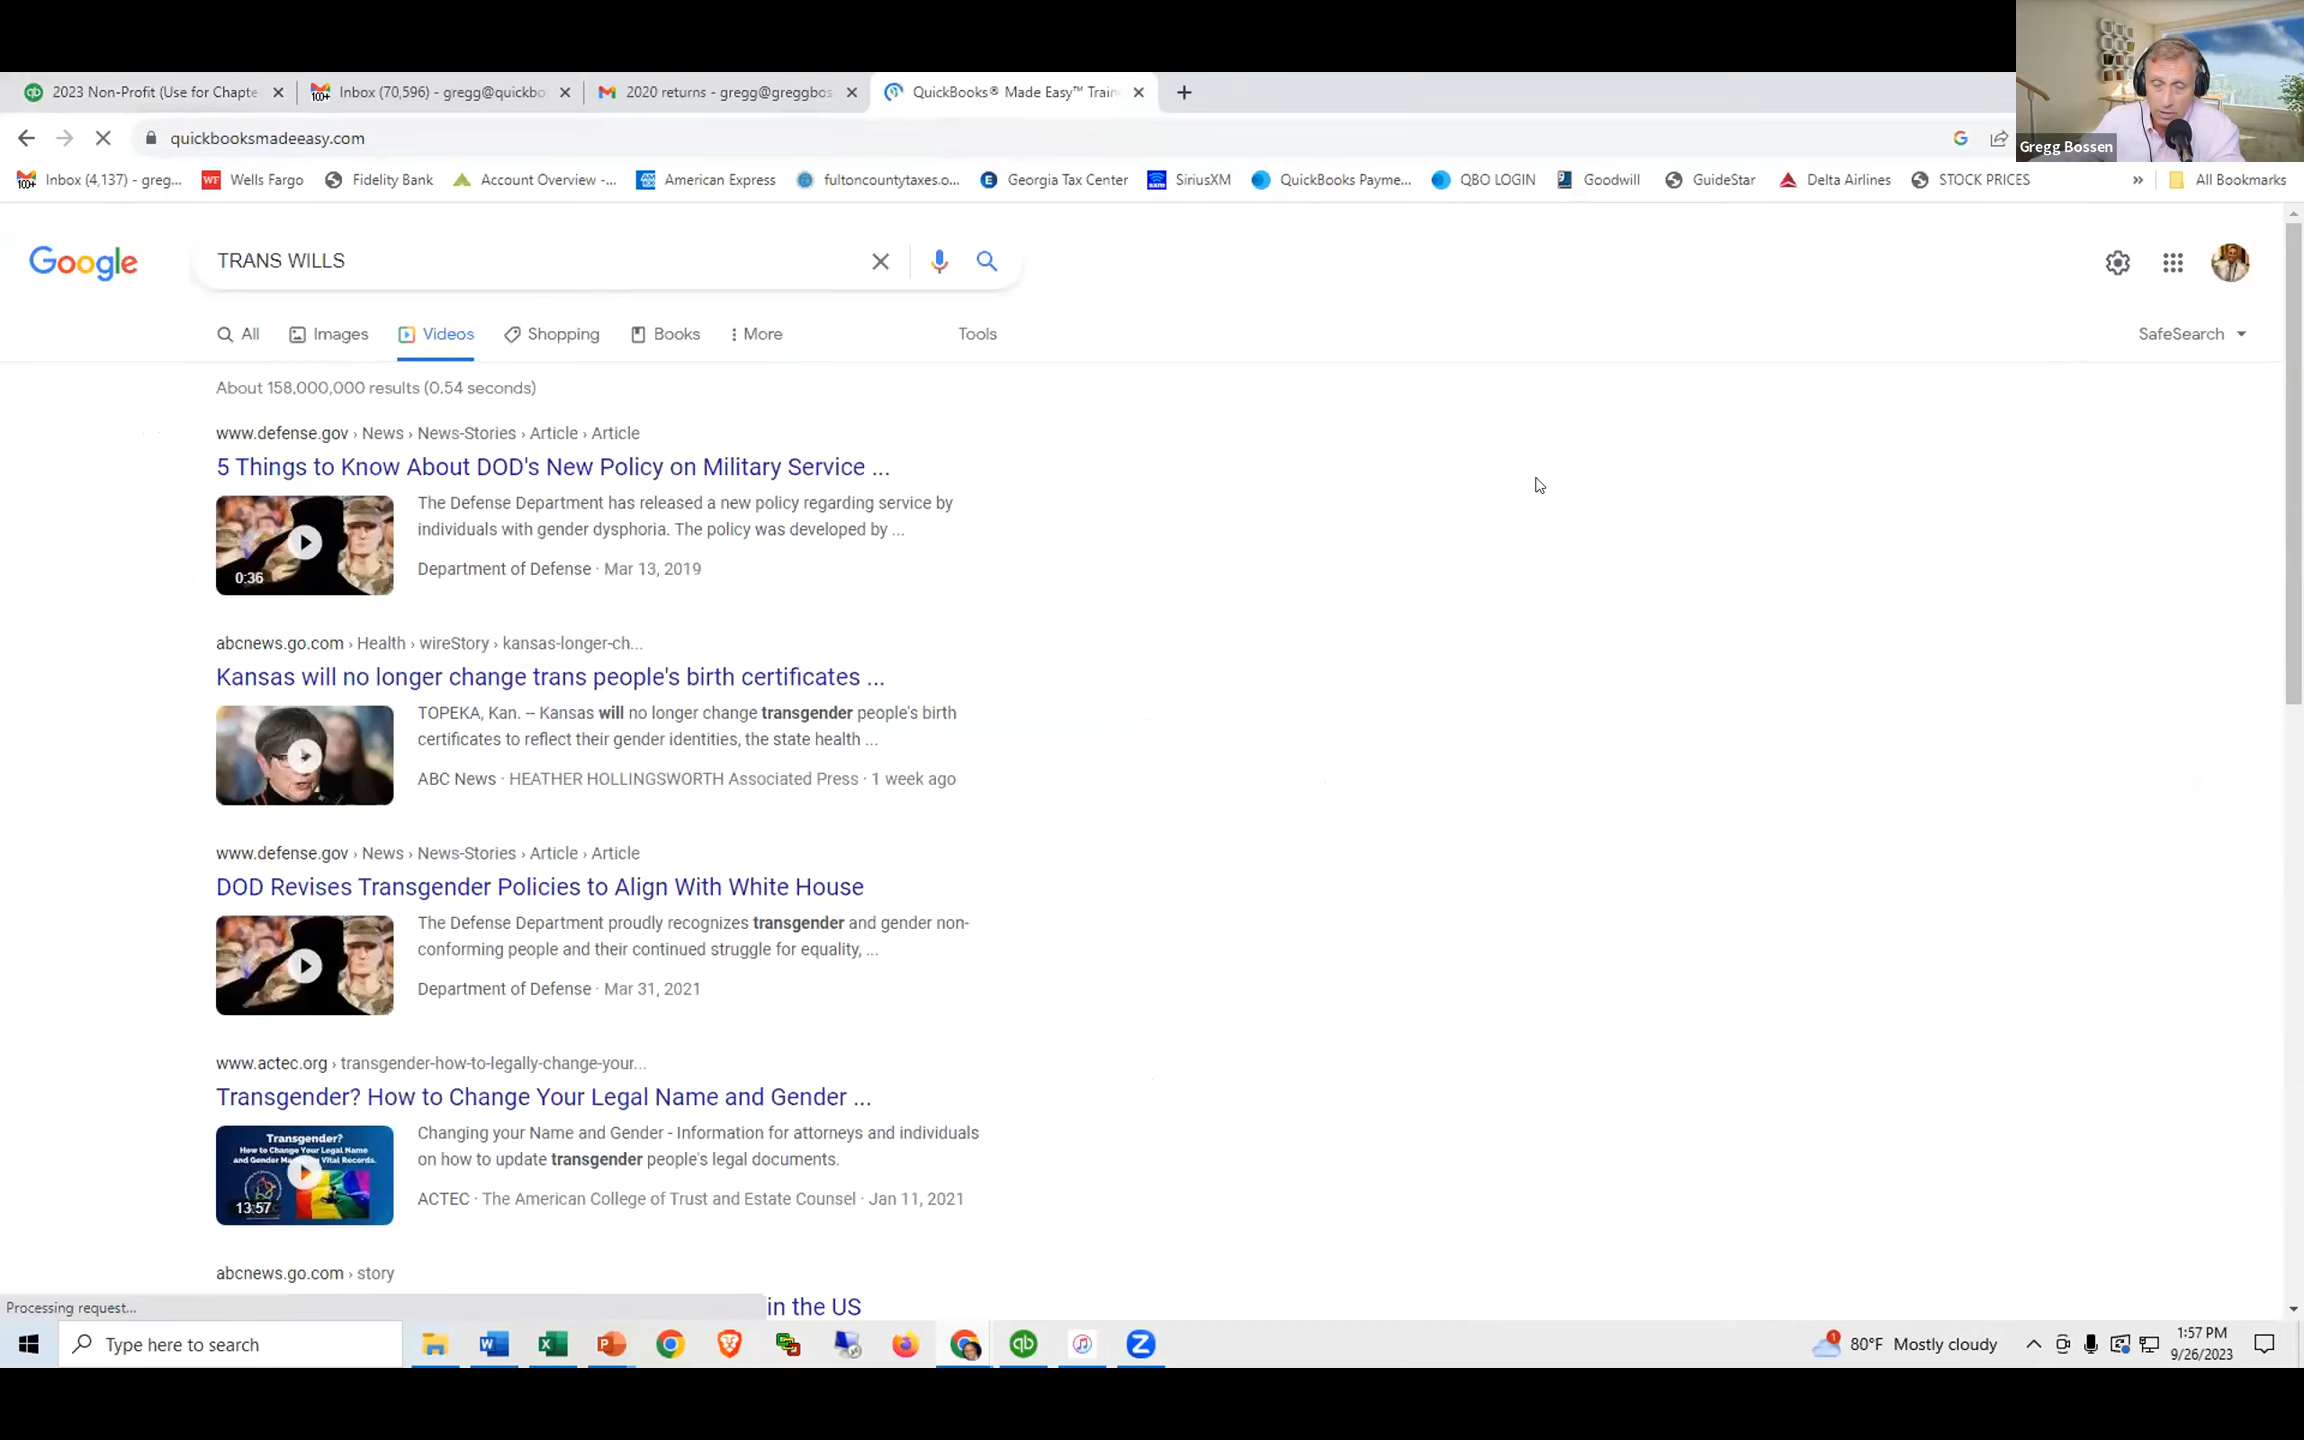 2023 Non-Profit (Use for Chapte
Inbox (70,596) - gregg@quickbo
2020 returns - gregg@greggbos
QuickBooks® Made Easy™ Train
quickbooksmadeeasy.com
Gregg Bossen
Inbox (4,137) - greg...
Wells Fargo
Fidelity Bank
Account Overview -...
American Express
fultoncountytaxes.o...
Georgia Tax Center
SiriusXM
QuickBooks Payme...
QBO LOGIN
Goodwill
GuideStar
Delta Airlines
STOCK PRICES
»
All Bookmarks
Google
TRANS WILLS
All
Images
Videos
Shopping
Books
More
Tools
SafeSearch
About 158,000,000 results (0.54 seconds)
www.defense.gov › News › News-Stories › Article › Article
5 Things to Know About DOD's New Policy on Military Service ...
The Defense Department has released a new policy regarding service by
individuals with gender dysphoria. The policy was developed by ...
0:36
Department of Defense · Mar 13, 2019
abcnews.go.com › Health › wireStory › kansas-longer-ch...
Kansas will no longer change trans people's birth certificates ...
TOPEKA, Kan. -- Kansas will no longer change transgender people's birth
certificates to reflect their gender identities, the state health ...
ABC News · HEATHER HOLLINGSWORTH Associated Press · 1 week ago
www.defense.gov › News › News-Stories › Article › Article
DOD Revises Transgender Policies to Align With White House
The Defense Department proudly recognizes transgender and gender non-
conforming people and their continued struggle for equality, ...
Department of Defense · Mar 31, 2021
www.actec.org › transgender-how-to-legally-change-your...
Transgender? How to Change Your Legal Name and Gender ...
Transgender?
How to Change Your Legal Name
and Gender Ma Vital Records.
13:57
Changing your Name and Gender - Information for attorneys and individuals
on how to update transgender people's legal documents.
ACTEC · The American College of Trust and Estate Counsel · Jan 11, 2021
abcnews.go.com › story
in the US
Processing request...
Type here to search
80°F Mostly cloudy
1:57 PM
9/26/2023